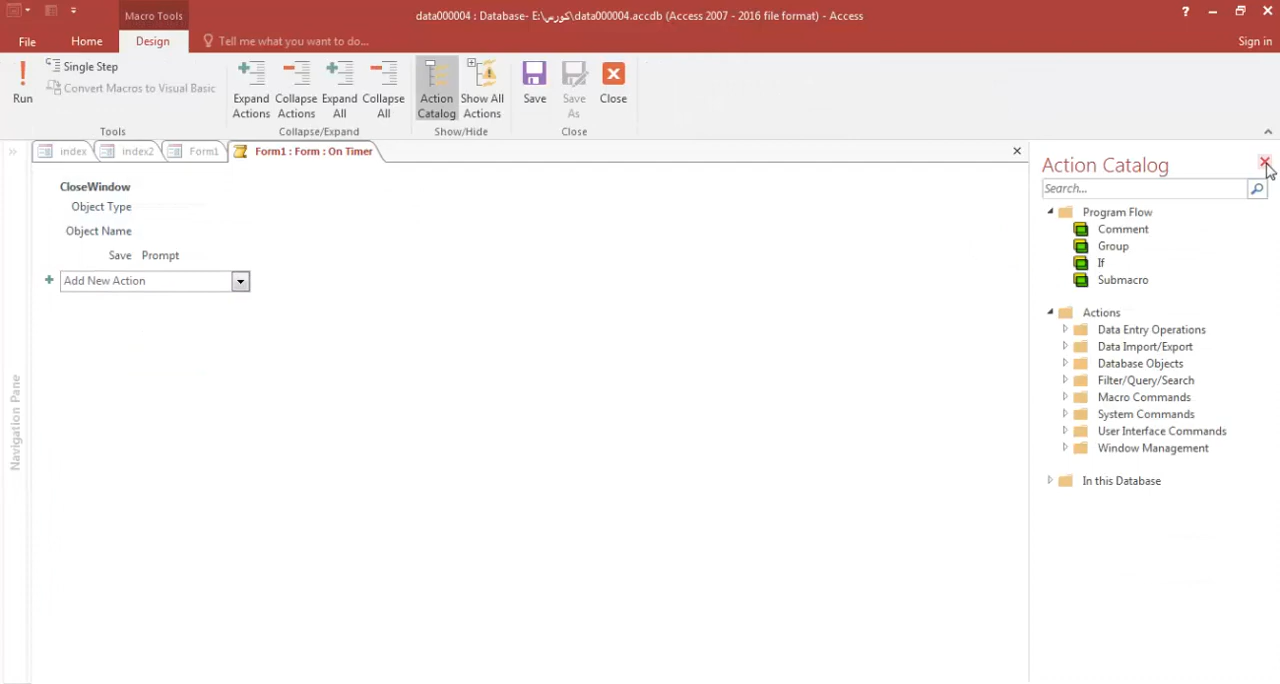 Macro Tools
data000004 : Database- E:\كورس\data000004.accdb (Access 2007 - 2016 file format) - Access
?
File
Home
Design
Tell me what you want to do...
Sign in
Run
Single Step
Convert Macros to Visual Basic
Expand Actions
Collapse Actions
Expand All
Collapse All
Action Catalog
Show All Actions
Save
Save As
Close
Tools
Collapse/Expand
Show/Hide
Close
index
index2
Form1
Form1 : Form : On Timer
Navigation Pane
CloseWindow
Object Type
Object Name
Save Prompt
Add New Action
Action Catalog
Search...
Program Flow
Comment
Group
If
Submacro
Actions
Data Entry Operations
Data Import/Export
Database Objects
Filter/Query/Search
Macro Commands
System Commands
User Interface Commands
Window Management
In this Database